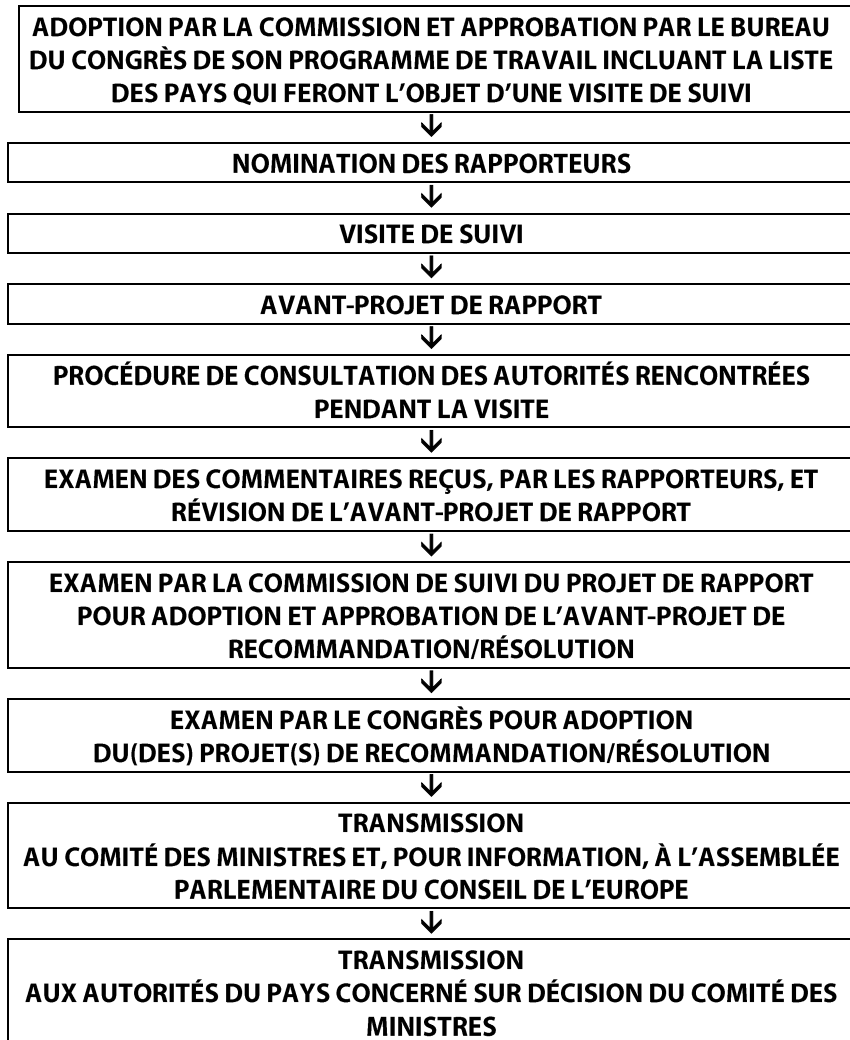 ADOPTION PAR LA COMMISSION ET APPROBATION PAR LE BUREAU
DU CONGRÈS DE SON PROGRAMME DE TRAVAIL INCLUANT LA LISTE
DES PAYS QUI FERONT L’OBJET D’UNE VISITE DE SUIVI
↓
NOMINATION DES RAPPORTEURS
↓
VISITE DE SUIVI
↓
AVANT-PROJET DE RAPPORT
↓
PROCÉDURE DE CONSULTATION DES AUTORITÉS RENCONTRÉES
PENDANT LA VISITE
↓
EXAMEN DES COMMENTAIRES REÇUS, PAR LES RAPPORTEURS, ET
RÉVISION DE L’AVANT-PROJET DE RAPPORT
↓
EXAMEN PAR LA COMMISSION DE SUIVI DU PROJET DE RAPPORT
POUR ADOPTION ET APPROBATION DE L’AVANT-PROJET DE
RECOMMANDATION/RÉSOLUTION
↓
EXAMEN PAR LE CONGRÈS POUR ADOPTION
DU(DES) PROJET(S) DE RECOMMANDATION/RÉSOLUTION
↓
TRANSMISSION
AU COMITÉ DES MINISTRES ET, POUR INFORMATION, À L’ASSEMBLÉE
PARLEMENTAIRE DU CONSEIL DE L’EUROPE
↓
TRANSMISSION
AUX AUTORITÉS DU PAYS CONCERNÉ SUR DÉCISION DU COMITÉ DES
MINISTRES